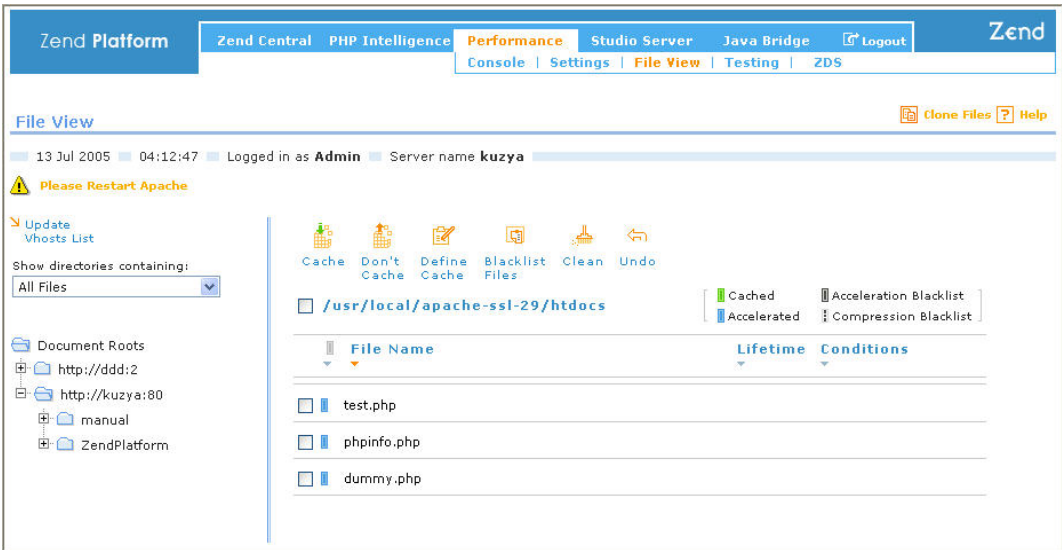 Zend Platform
Zend Central PHP Intelligence Performance Studio Server Java Bridge Logout
Zend
Console | Settings | File View | Testing | ZDS
File View
Clone Files ? Help
13 Jul 2005 04:12:47 Logged in as Admin Server name kuzya
Please Restart Apache
Update
Vhosts List
Show directories containing:
All Files
Document Roots
http://ddd:2
http://kuzya:80
manual
ZendPlatform
Cache Don't Cache Define Cache Blacklist Files Clean Undo
/usr/local/apache-ssl-29/htdocs
Cached Acceleration Blacklist
Accelerated Compression Blacklist
File Name Lifetime Conditions
test.php
phpinfo.php
dummy.php